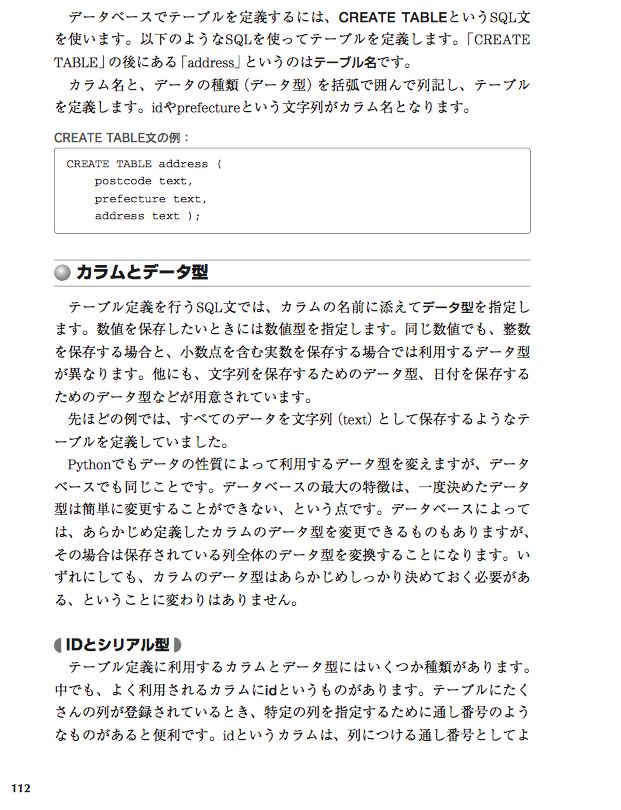 データベースでテーブルを定義するには、CREATE TABLEというSQL文
を使います。以下のようなSQLを使ってテーブルを定義します。「CREATE
TABLE」の後にある「address」というのはテーブル名です。
カラム名と、データの種類（データ型）を括弧で囲んで列記し、テーブル
を定義します。idやprefectureという文字列がカラム名となります。
CREATE TABLE文の例：
CREATE TABLE address (
postcode text,
prefecture text,
address text );
カラムとデータ型
テーブル定義を行うSQL文では、カラムの名前に添えてデータ型を指定し
ます。数値を保存したいときには数値型を指定します。同じ数値でも、整数
を保存する場合と、小数点を含む実数を保存する場合では利用するデータ型
が異なります。他にも、文字列を保存するためのデータ型、日付を保存する
ためのデータ型などが用意されています。
先ほどの例では、すべてのデータを文字列（text）として保存するようなテ
ーブルを定義していました。
Pythonでもデータの性質によって利用するデータ型を変えますが、データ
ベースでも同じことです。データベースの最大の特徴は、一度決めたデータ
型は簡単に変更することができない、という点です。データベースによって
は、あらかじめ定義したカラムのデータ型を変更できるものもありますが、
その場合は保存されている列全体のデータ型を変換することになります。い
ずれにしても、カラムのデータ型はあらかじめしっかり決めておく必要があ
る、ということに変わりはありません。
IDとシリアル型
テーブル定義に利用するカラムとデータ型にはいくつか種類があります。
中でも、よく利用されるカラムにidというものがあります。テーブルにたく
さんの列が登録されているとき、特定の列を指定するために通し番号のよう
なものがあると便利です。idというカラムは、列につける通し番号としてよ
112